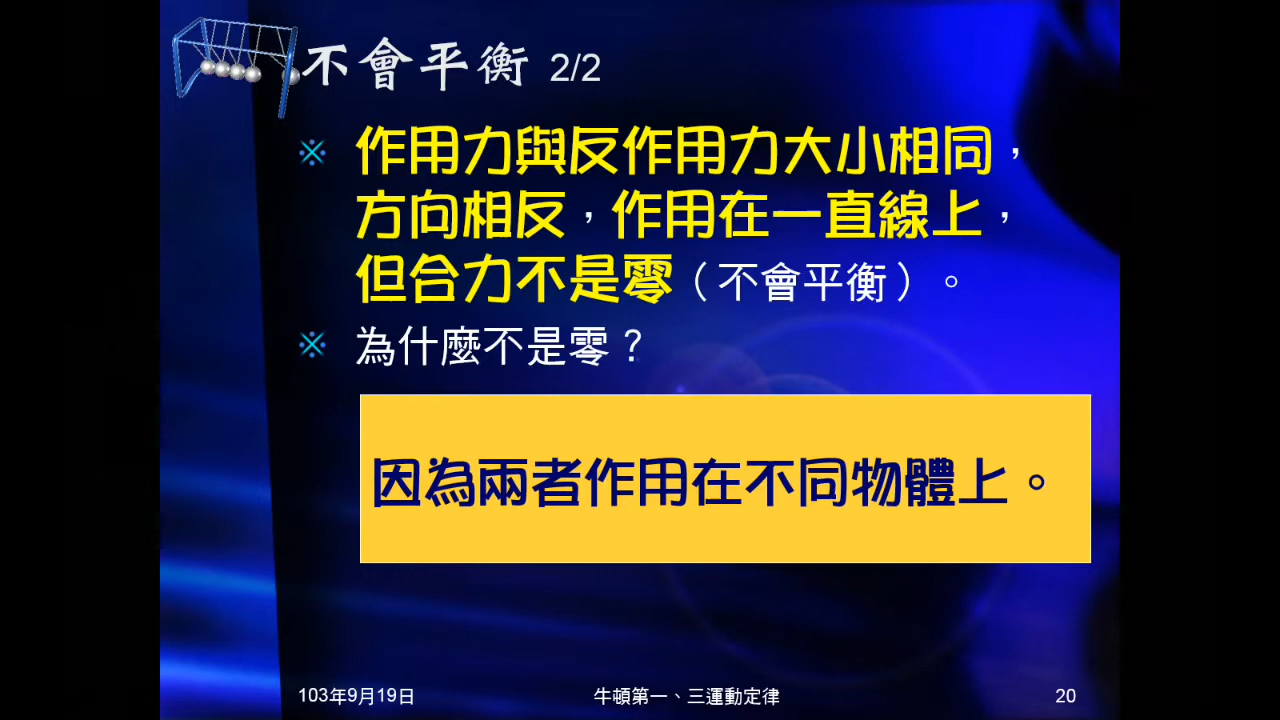 不會平衡 2/2
※ 作用力與反作用力大小相同，
方向相反，作用在一直線上，
但合力不是零（不會平衡）。
※ 為什麼不是零？
因為兩者作用在不同物體上。
103年9月19日 牛頓第一、三運動定律 20